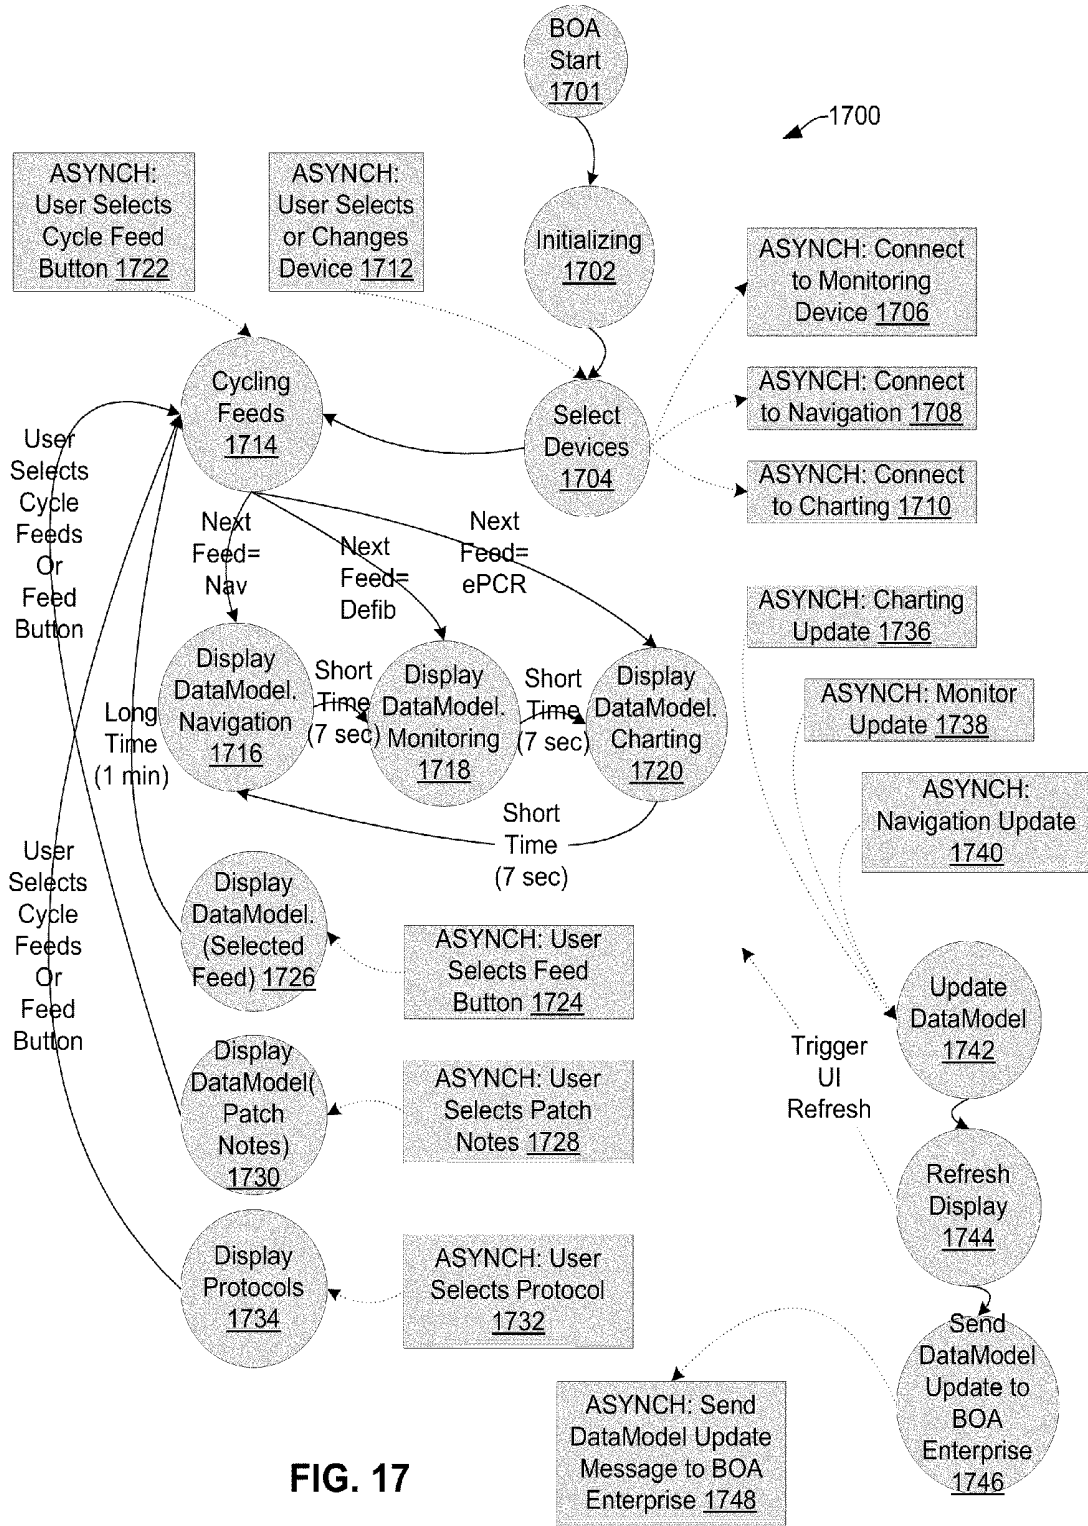 BOA
Start
1701
1700
ASYNCH:
User Selects
Cycle Feed
Button 1722
ASYNCH:
User Selects
or Changes
Device 1712
Initializing
1702
ASYNCH: Connect
to Monitoring
Device 1706
Cycling
Feeds
1714
Select
Devices
1704
ASYNCH: Connect
to Navigation 1708
ASYNCH: Connect
to Charting 1710
User
Selects
Cycle
Feeds
Or
Feed
Button
Next
Feed=
Nav
Next
Feed=
Defib
Next
Feed=
ePCR
ASYNCH: Charting
Update 1736
Display
DataModel.
Navigation
1716
Short
Time
(7 sec)
Display
DataModel.
Monitoring
1718
Short
Time
(7 sec)
Display
DataModel.
Charting
1720
ASYNCH: Monitor
Update 1738
Long
Time
(1 min)
ASYNCH:
Navigation Update
1740
Short
Time
(7 sec)
User
Selects
Cycle
Feeds
Or
Feed
Button
Display
DataModel.
(Selected
Feed) 1726
ASYNCH: User
Selects Feed
Button 1724
Update
DataModel
1742
Trigger
UI
Refresh
Display
DataModel(
Patch
Notes)
1730
ASYNCH: User
Selects Patch
Notes 1728
Refresh
Display
1744
Display
Protocols
1734
ASYNCH: User
Selects Protocol
1732
Send
DataModel
Update to
BOA
Enterprise
1746
ASYNCH: Send
DataModel Update
Message to BOA
Enterprise 1748
FIG. 17